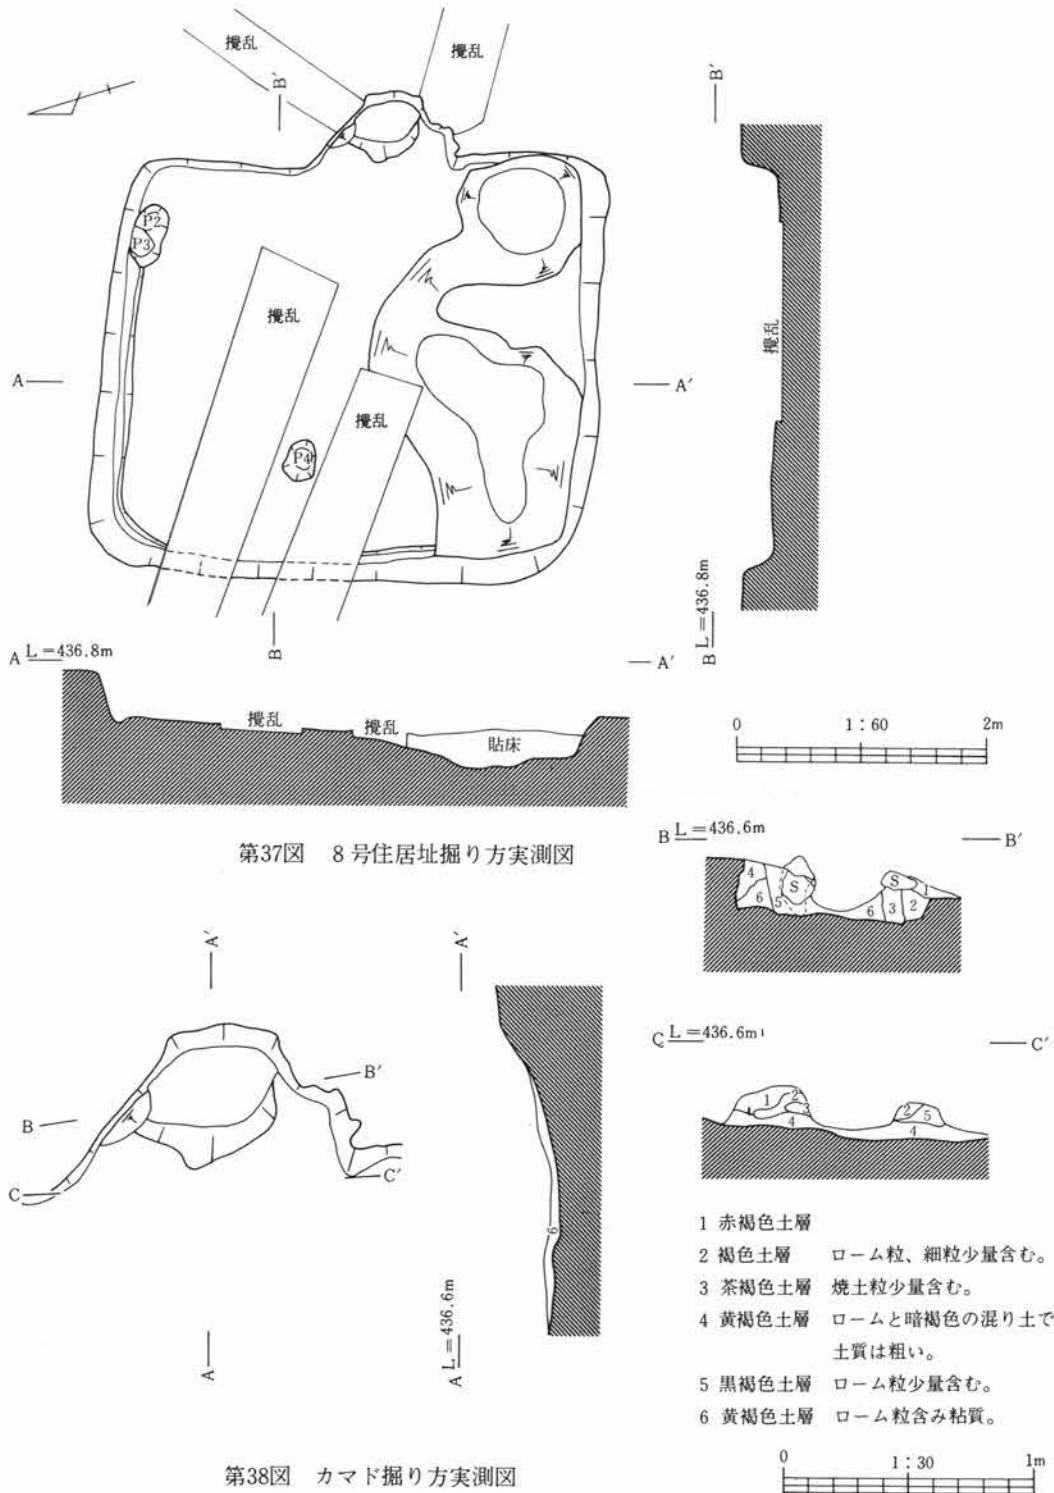 攪乱
攪乱
B'
B'
P2
P3
攪乱
攪乱
A
A'
攪乱
P4
B
B L=436.8m
A L=436.8m
A'
攪乱
攪乱
貼床
0 1:60 2m
第37図 8号住居址掘り方実測図
B L=436.6m
B'
4
6
5
S
S
6
3
2
A'
A'
B
B'
C
C'
6
A
A L=436.6m
C L=436.6m
C'
1
2
3
4
2
5
4
1 赤褐色土層
2 褐色土層 ローム粒、細粒少量含む。
3 茶褐色土層 焼土粒少量含む。
4 黄褐色土層 ロームと暗褐色の混り土で
土質は粗い。
5 黒褐色土層 ローム粒少量含む。
6 黄褐色土層 ローム粒含み粘質。
第38図 カマド掘り方実測図
0 1:30 1m